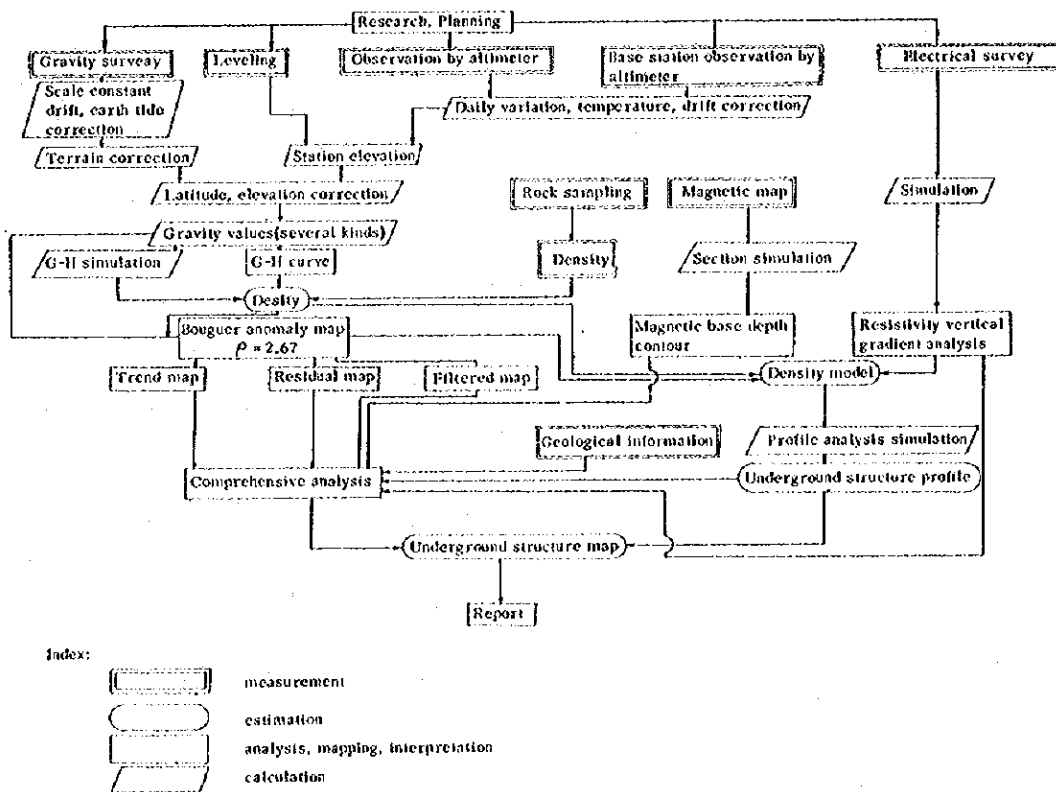 Research, Planning
Gravity surveay
Leveling
Observation by altimeter
Base station observation by
altimeter
Electrical survey
Scale constant
drift, earth tide
correction
Daily variation, temperature, drift correction
Terrain correction
Station elevation
Latitude, elevation correction
Rock sampling
Magnetic map
Simulation
Gravity values(several kinds)
G-H simulation
G-H curve
Density
Section simulation
Desity
Bouguer anomaly map
ρ = 2.67
Magnetic base depth
contour
Resistivity vertical
gradient analysis
Trend map
Residual map
Filtered map
Density model
Geological information
Profile analysis simulation
Comprehensive analysis
Underground structure profile
Underground structure map
Report
Index:
measurement
estimation
analysis, mapping, interpretation
calculation